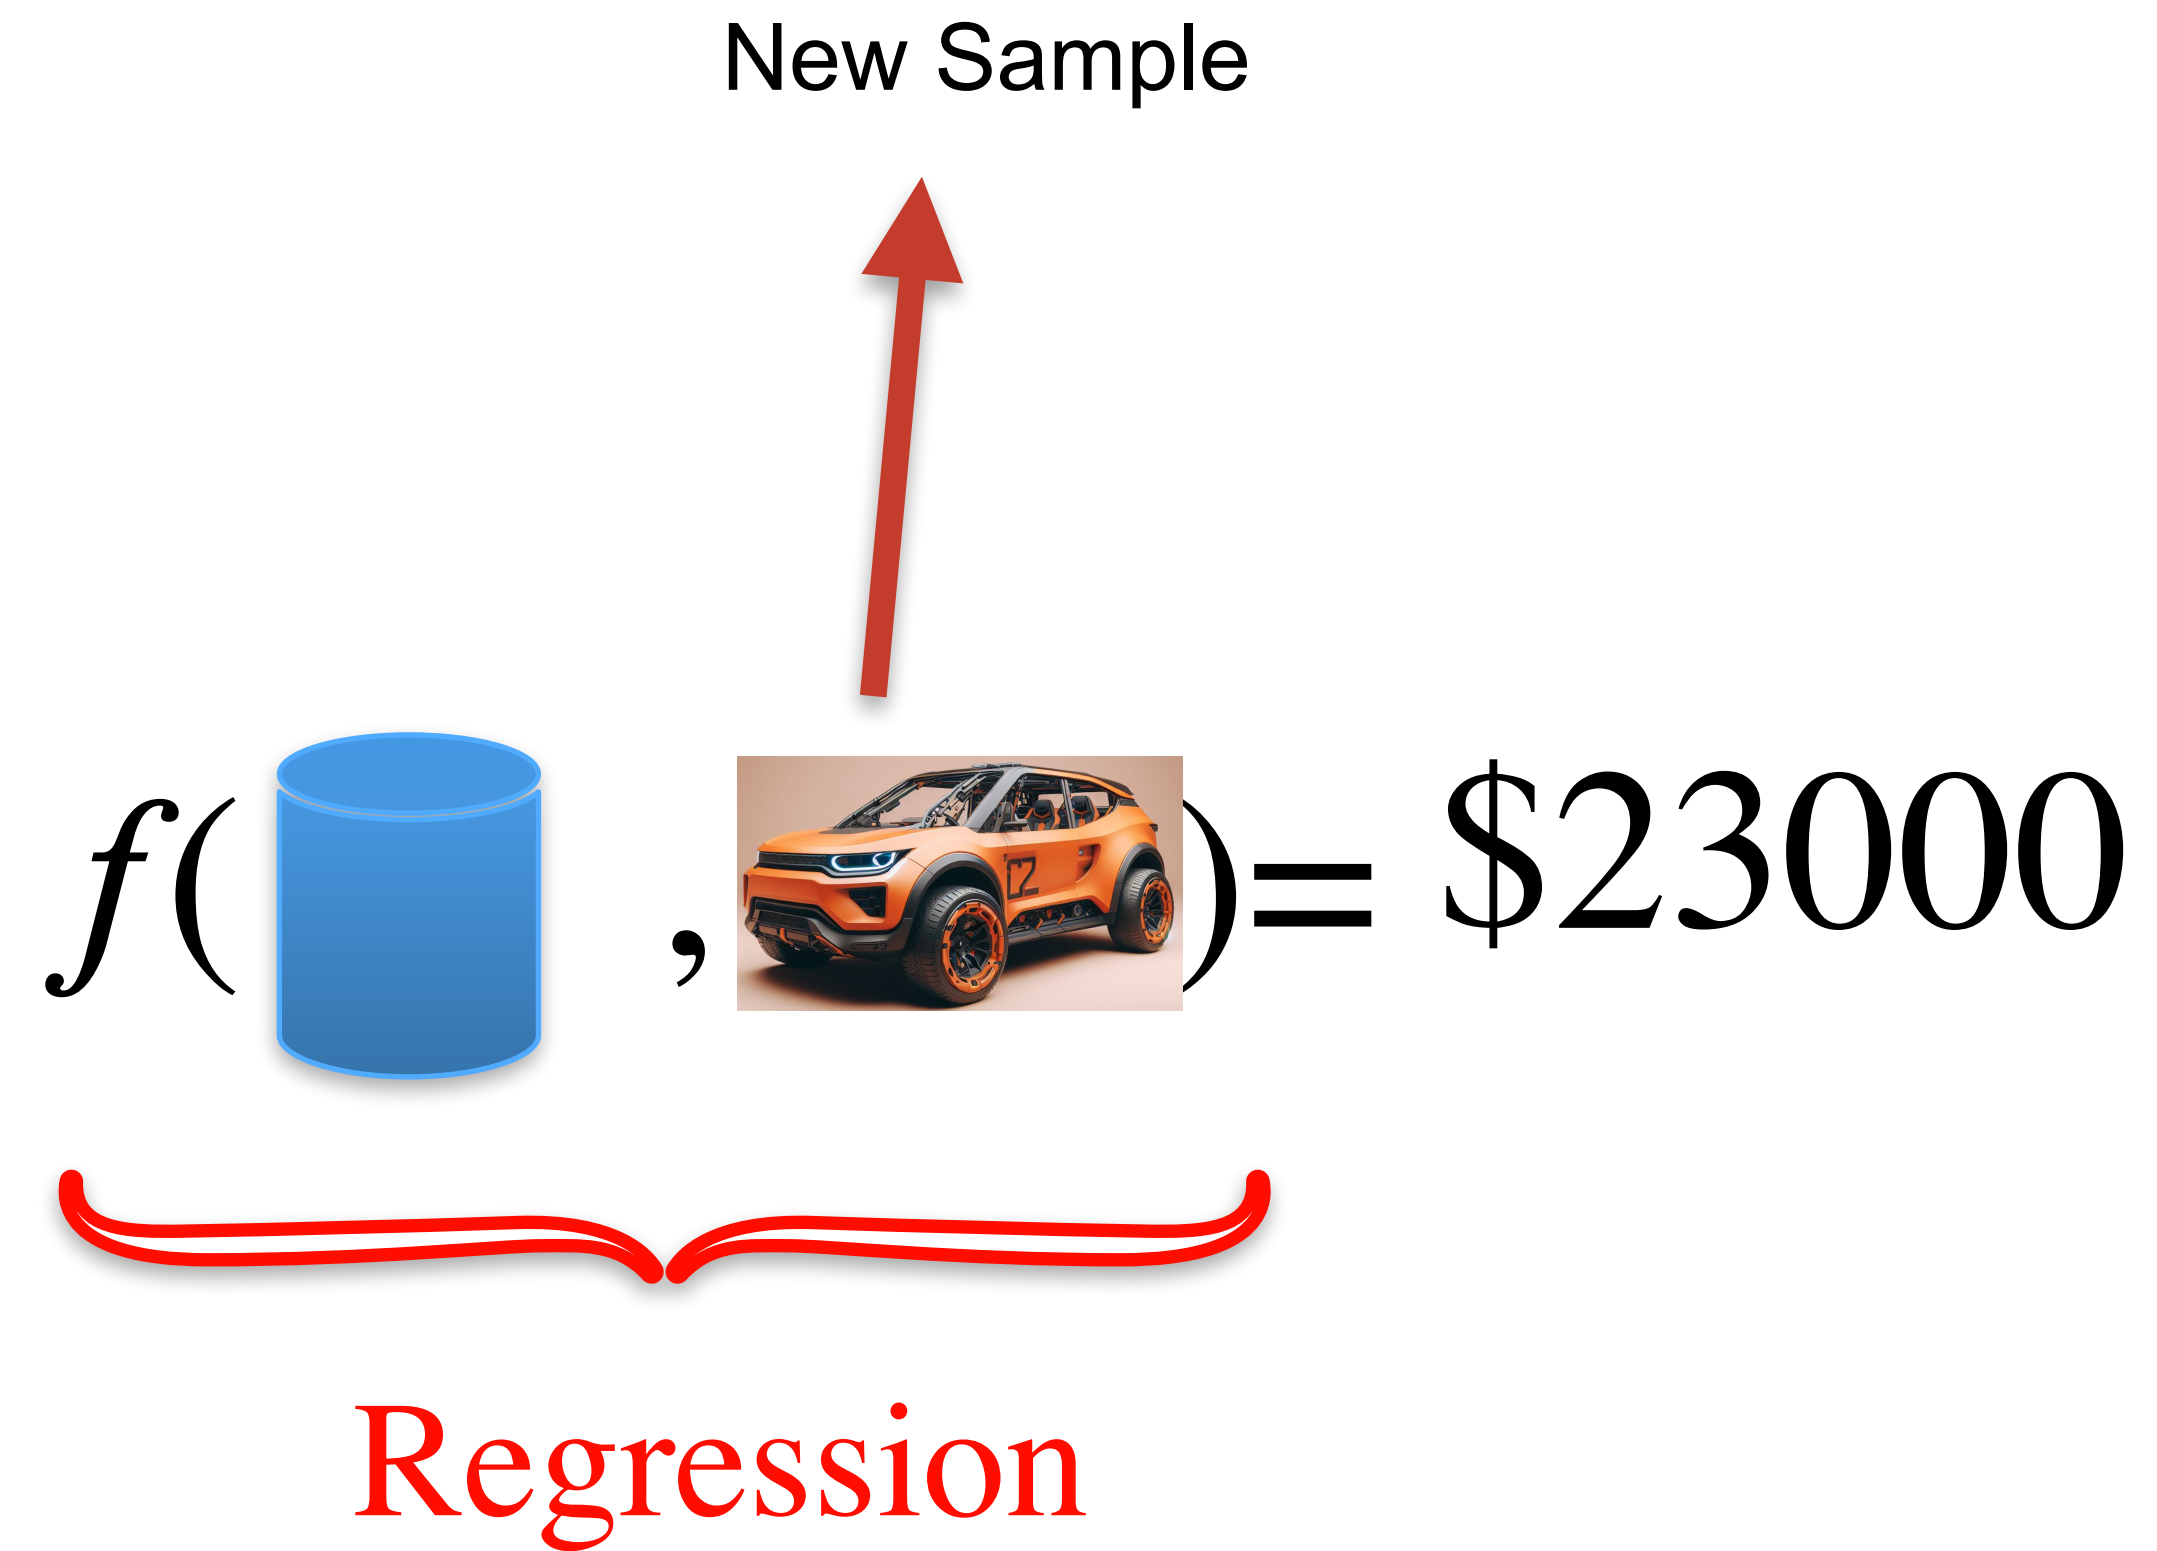 New Sample
f( , )= $23000
Regression